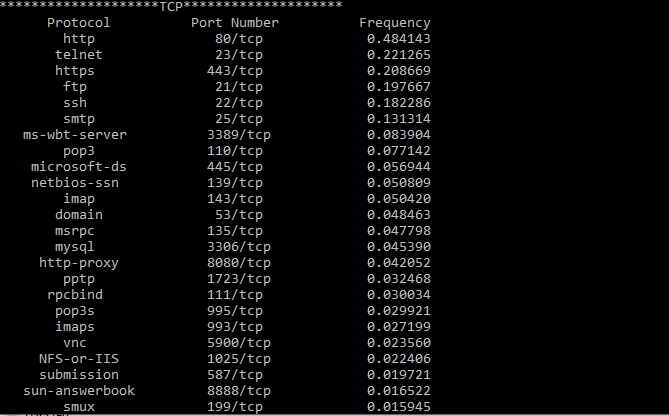 ********************TCP********************
Protocol Port Number Frequency
http 80/tcp 0.484143
telnet 23/tcp 0.221265
https 443/tcp 0.208669
ftp 21/tcp 0.197667
ssh 22/tcp 0.182286
smtp 25/tcp 0.131314
ms-wbt-server 3389/tcp 0.083904
pop3 110/tcp 0.077142
microsoft-ds 445/tcp 0.056944
netbios-ssn 139/tcp 0.050809
imap 143/tcp 0.050420
domain 53/tcp 0.048463
msrpc 135/tcp 0.047798
mysql 3306/tcp 0.045390
http-proxy 8080/tcp 0.042052
pptp 1723/tcp 0.032468
rpcbind 111/tcp 0.030034
pop3s 995/tcp 0.029921
imaps 993/tcp 0.027199
vnc 5900/tcp 0.023560
NFS-or-IIS 1025/tcp 0.022406
submission 587/tcp 0.019721
sun-answerbook 8888/tcp 0.016522
smux 199/tcp 0.015945